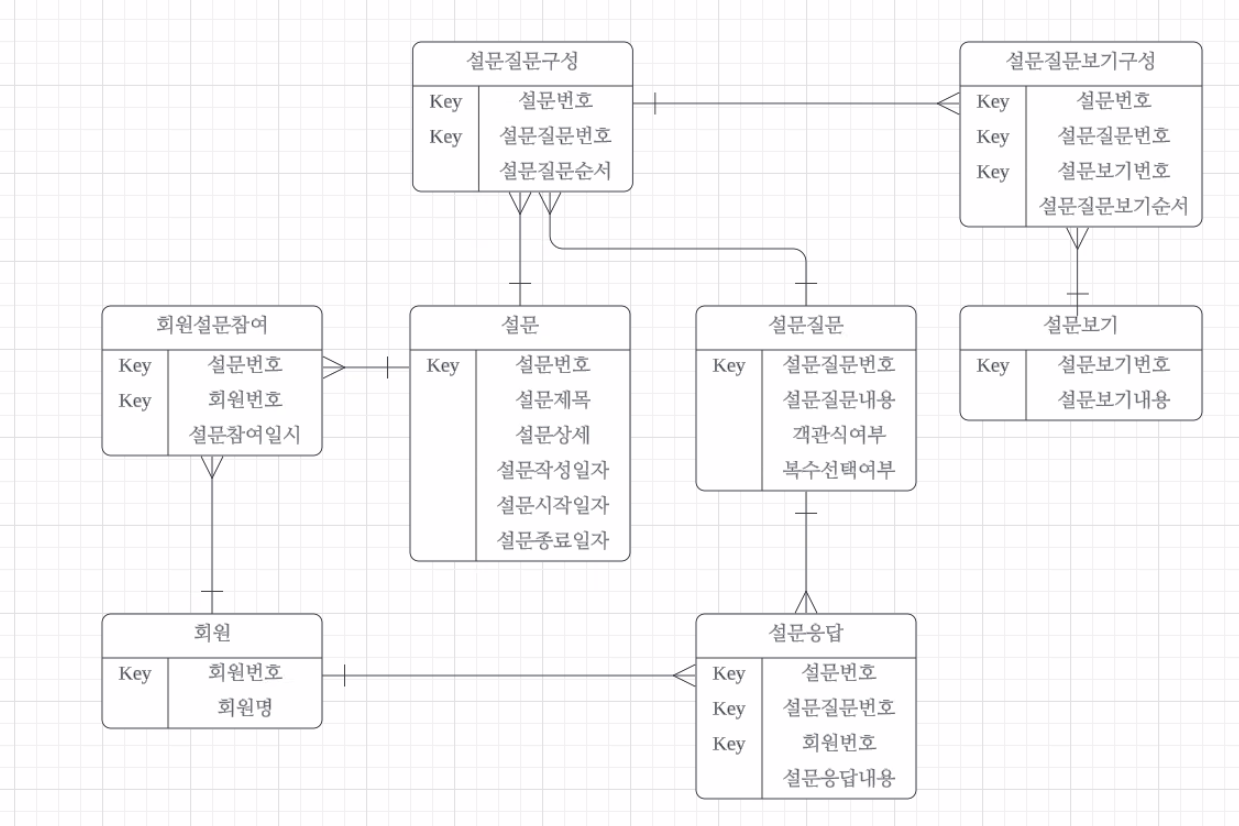 설문질문구성
Key 설문번호
Key 설문질문번호
설문질문순서
설문질문보기구성
Key 설문번호
Key 설문질문번호
Key 설문보기번호
설문질문보기순서
회원설문참여
Key 설문번호
Key 회원번호
설문참여일시
설문
Key 설문번호
설문제목
설문상세
설문작성일자
설문시작일자
설문종료일자
설문질문
Key 설문질문번호
설문질문내용
객관식여부
복수선택여부
설문보기
Key 설문보기번호
설문보기내용
회원
Key 회원번호
회원명
설문응답
Key 설문번호
Key 설문질문번호
Key 회원번호
설문응답내용